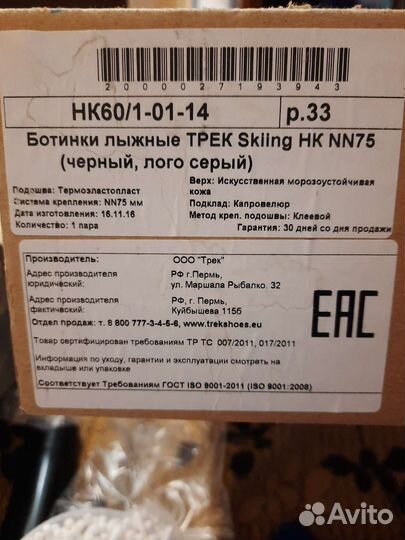 2000027193943
НК60/1-01-14 р.33
Ботинки лыжные ТРЕК Skiing НК NN75
(черный, лого серый)
Подошва: Термоэластопласт
Система крепления: NN75 мм
Дата изготовления: 16.11.16
Количество: 1 пара
Верх: Искусственная морозоустойчивая
кожа
Подклад: Капровелюр
Метод креп. подошвы: Клеевой
Гарантия: 30 дней со дня продажи
Производитель: ООО "Трек"
Адрес производителя
юридический:
РФ г.Пермь,
ул. Маршала Рыбалко. 32
Адрес производителя
фактический:
РФ, г. Пермь,
Куйбышева 115б
Отдел продаж: т. 8 800 777-3-4-5-6, www.trekshoes.eu
Товар сертифицирован требованиям ТР ТС 007/2011, 017/2011
Информация по уходу, гарантии и эксплуатации смотреть на
вкладыше или упаковке
Соответствует Требованиям ГОСТ ISO 9001-2011 (ISO 9001:2008)
ЕАС
Avito